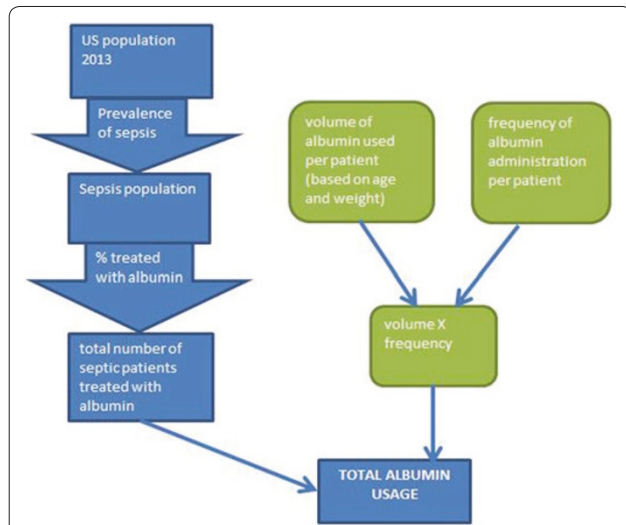 US population
2013
Prevalence
of sepsis
Sepsis population
% treated
with albumin
total number of
septic patients
treated with
albumin
volume of
albumin used
per patient
(based on age
and weight)
frequency of
albumin
administration
per patient
volume X
frequency
TOTAL ALBUMIN
USAGE